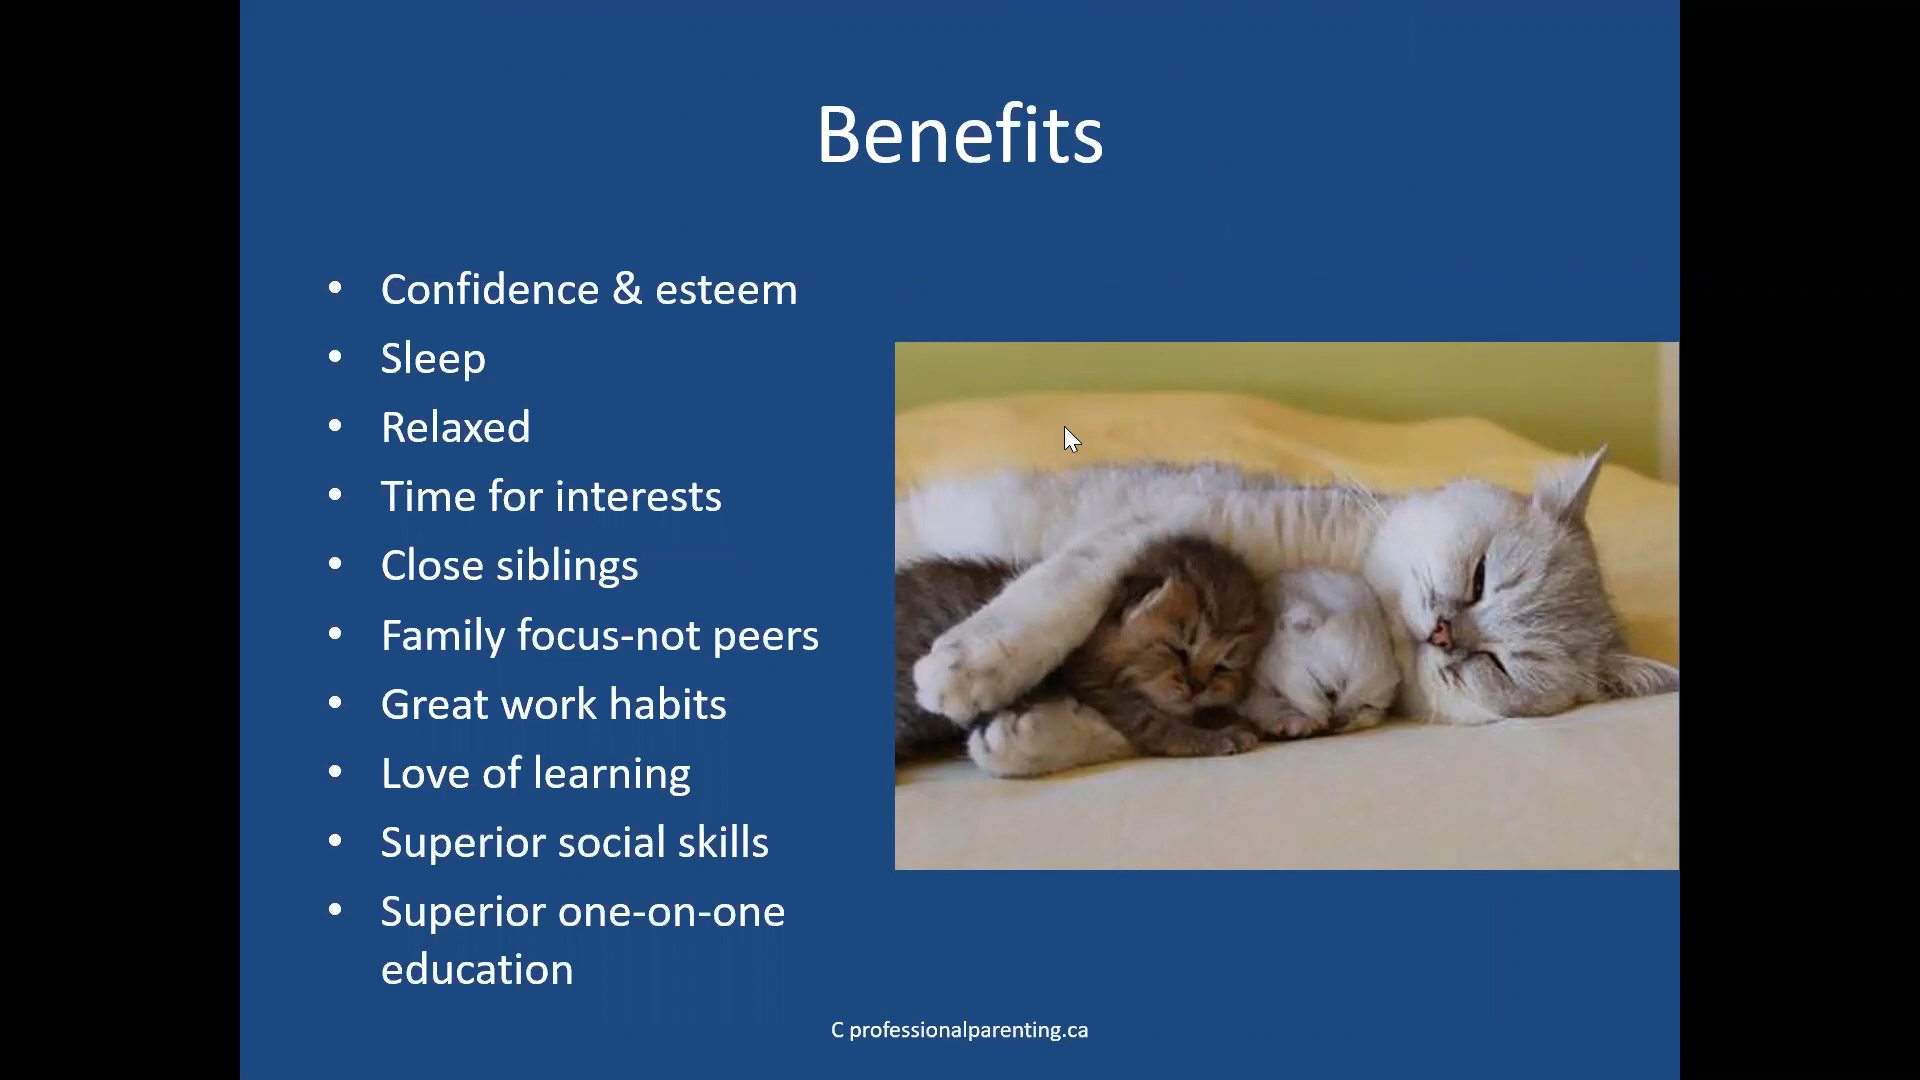 Benefits
• Confidence & esteem
• Sleep
• Relaxed
• Time for interests
• Close siblings
• Family focus-not peers
• Great work habits
• Love of learning
• Superior social skills
• Superior one-on-one
education
C professionalparenting.ca